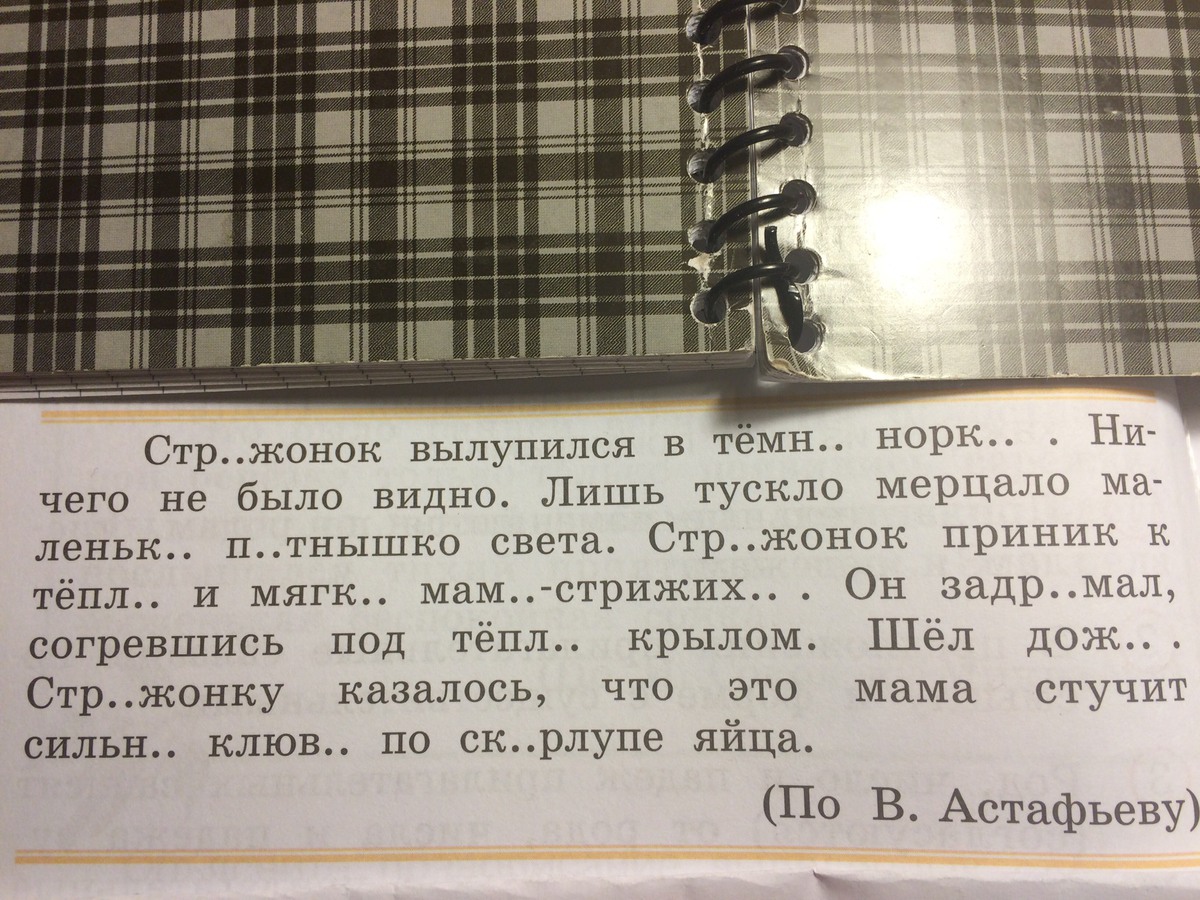 Стр..жонок вылупился в тёмн.. норк.. . Ни-
чего не было видно. Лишь тускло мерцало ма-
леньк.. п..тнышко света. Стр..жонок приник к
тёпл.. и мягк.. мам..-стрижих.. . Он задр..мал,
согревшись под тёпл.. крылом. Шёл дож.. .
Стр..жонку казалось, что это мама стучит
сильн.. клюв.. по ск..рлупе яйца.
(По В. Астафьеву)